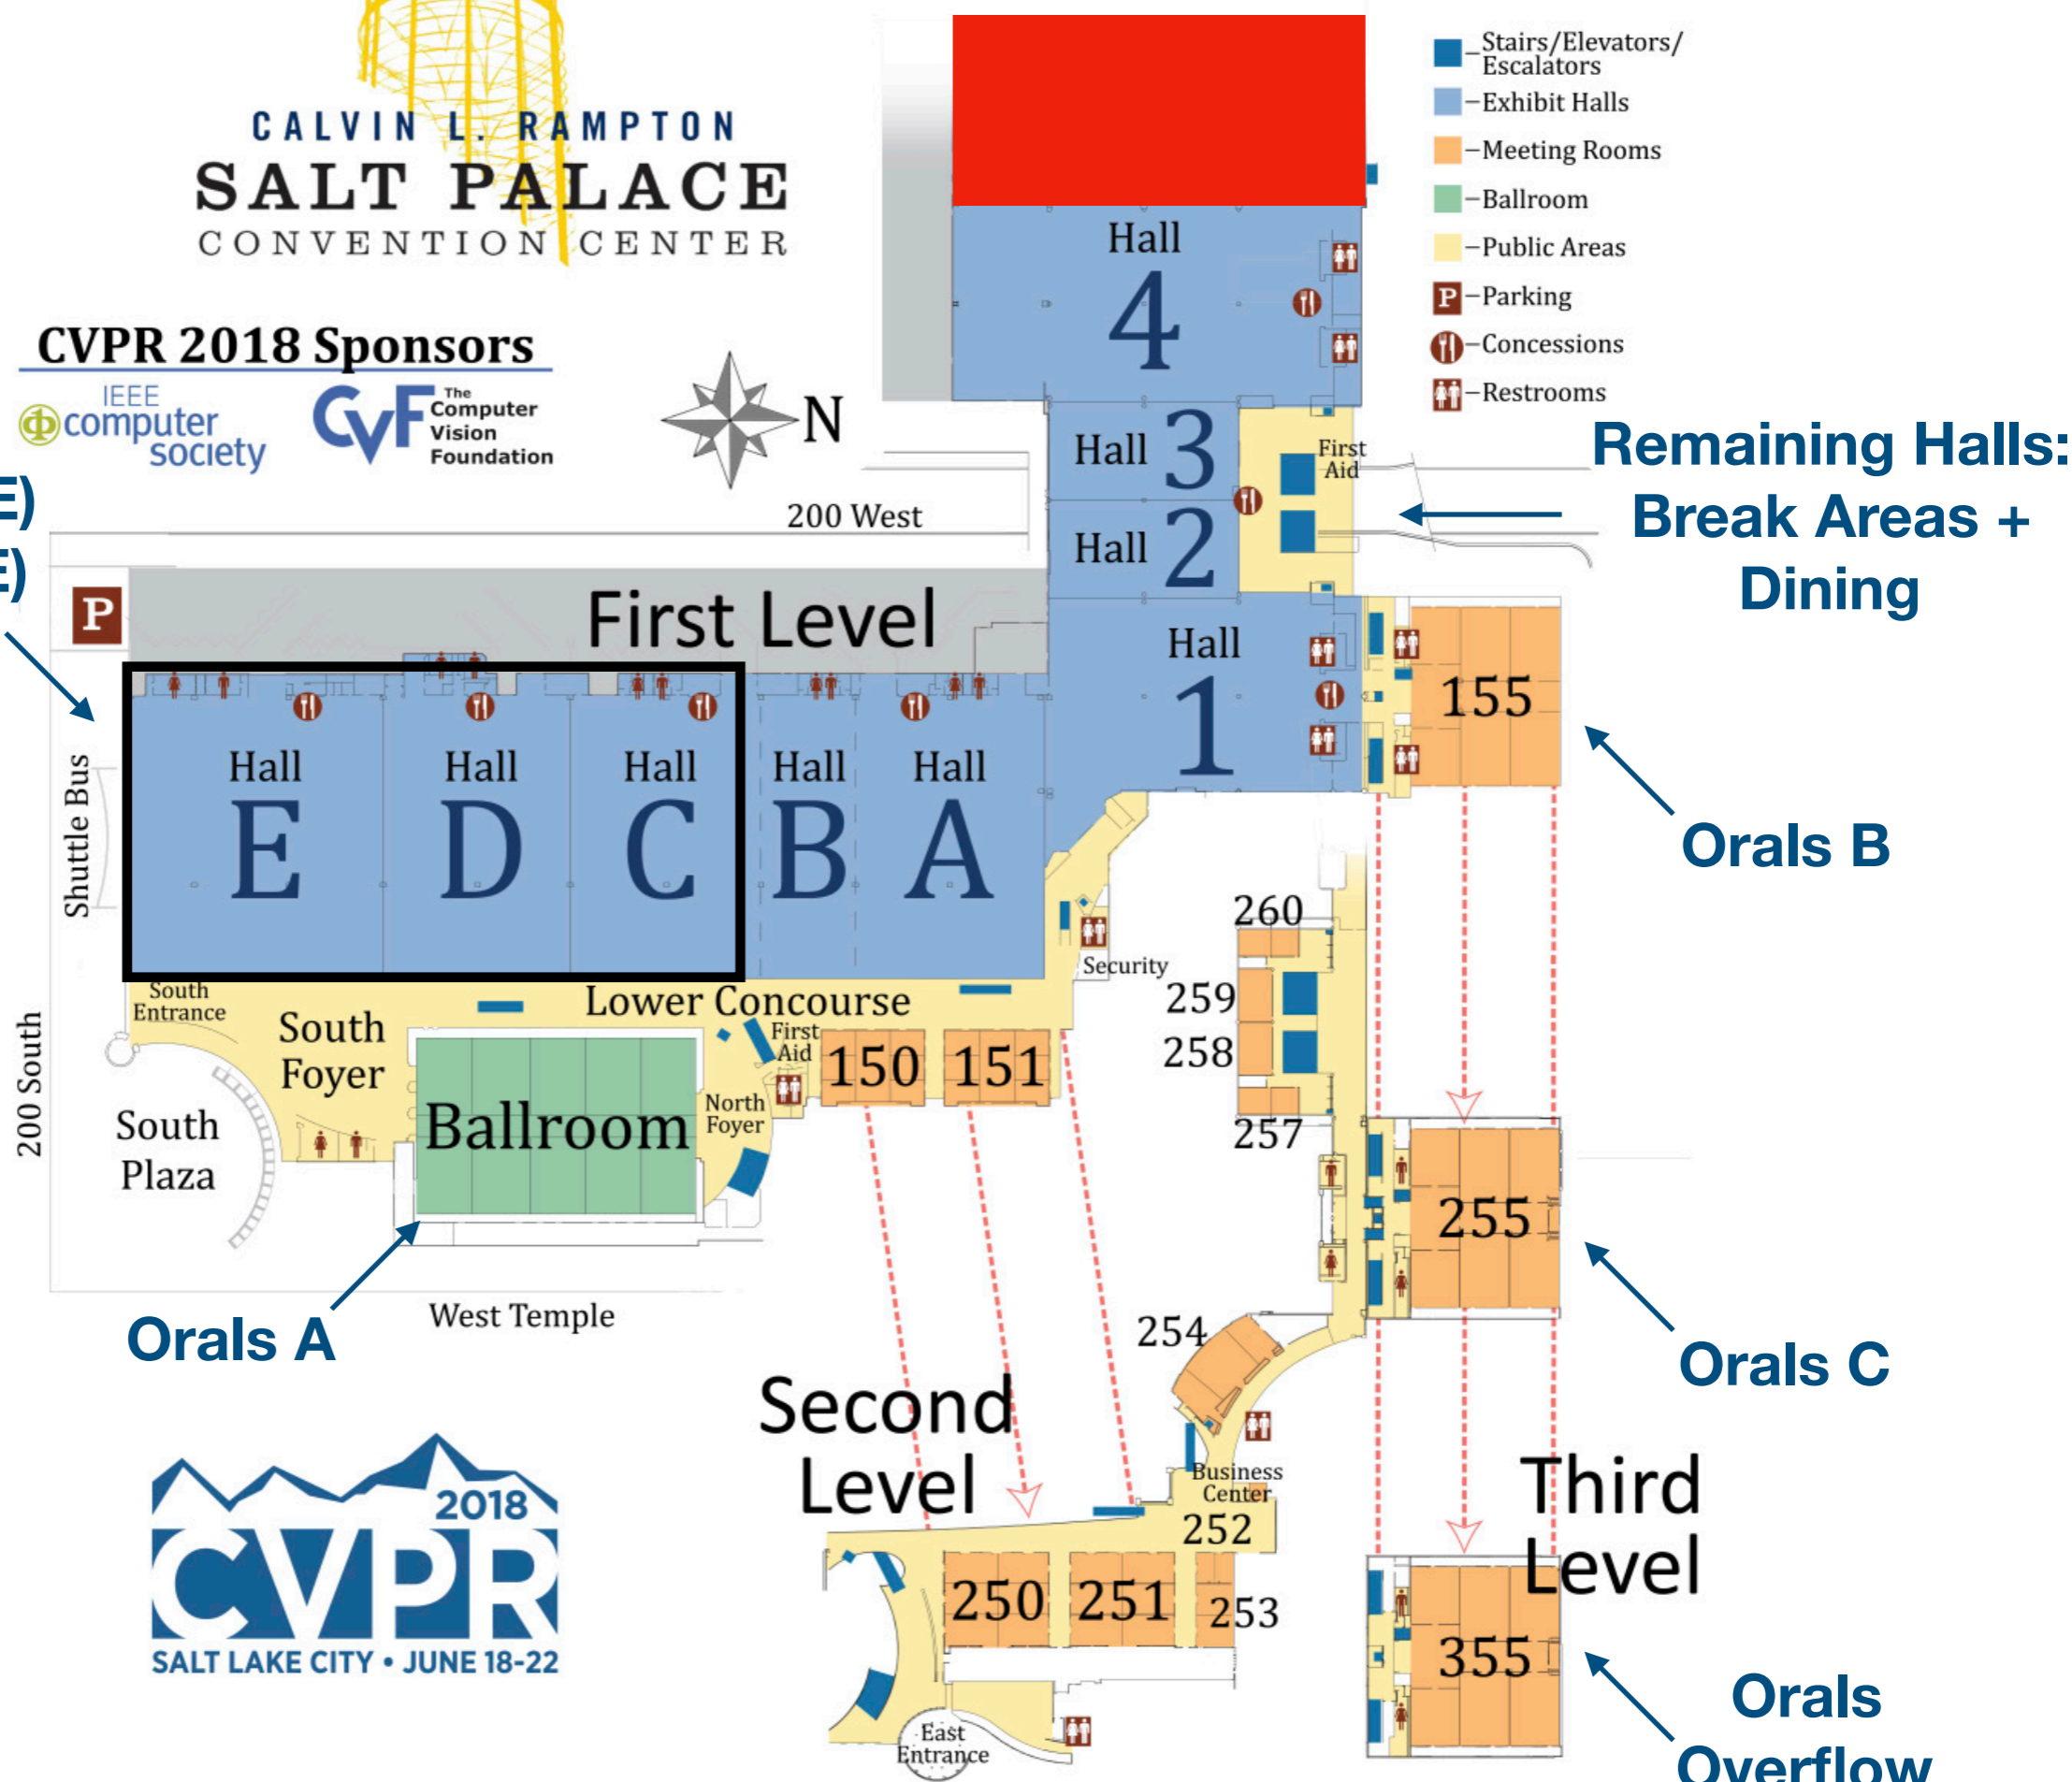 CALVIN L. RAMPTON
SALT PALACE
CONVENTION CENTER
Stairs/Elevators/
Escalators
Exhibit Halls
Meeting Rooms
Ballroom
Public Areas
P Parking
Concessions
Restrooms
CVPR 2018 Sponsors
IEEE
computer
society
CVF
The
Computer
Vision
Foundation
N
E)
E)
Remaining Halls:
Break Areas +
Dining
Hall
4
Hall 3
First
Aid
Hall 2
200 West
P
First Level
Hall
1
155
Shuttle Bus
Hall
E
Hall
D
Hall
C
Hall
B
Hall
A
Orals B
Security
South
Entrance
Lower Concourse
200 South
South
Foyer
South
Plaza
Ballroom
North
Foyer
First
Aid
150
151
260
259
258
257
255
Orals A
West Temple
254
Orals C
Second
Level
Business
Center
252
250
251
253
East
Entrance
Third
Level
355
Orals
Overflow
2018
CVPR
SALT LAKE CITY • JUNE 18-22